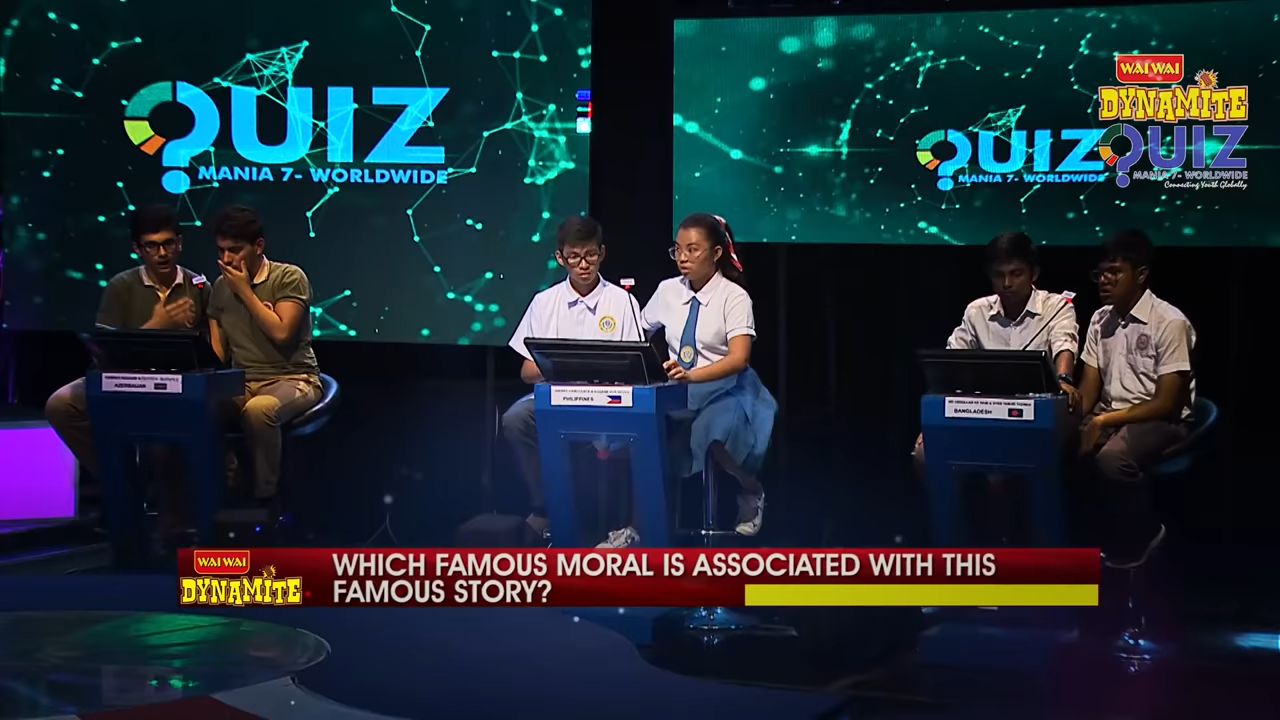 QUIZ
MANIA 7- WORLDWIDE
QUIZ
MANIA 7- WORLDWIDE
WAI WAI
DYNAMITE
QUIZ
MANIA 7- WORLDWIDE
Connecting Youth Globally
AZERBAIJAN
PHILIPPINES
BANGLADESH
WAI WAI
DYNAMITE
WHICH FAMOUS MORAL IS ASSOCIATED WITH THIS
FAMOUS STORY?